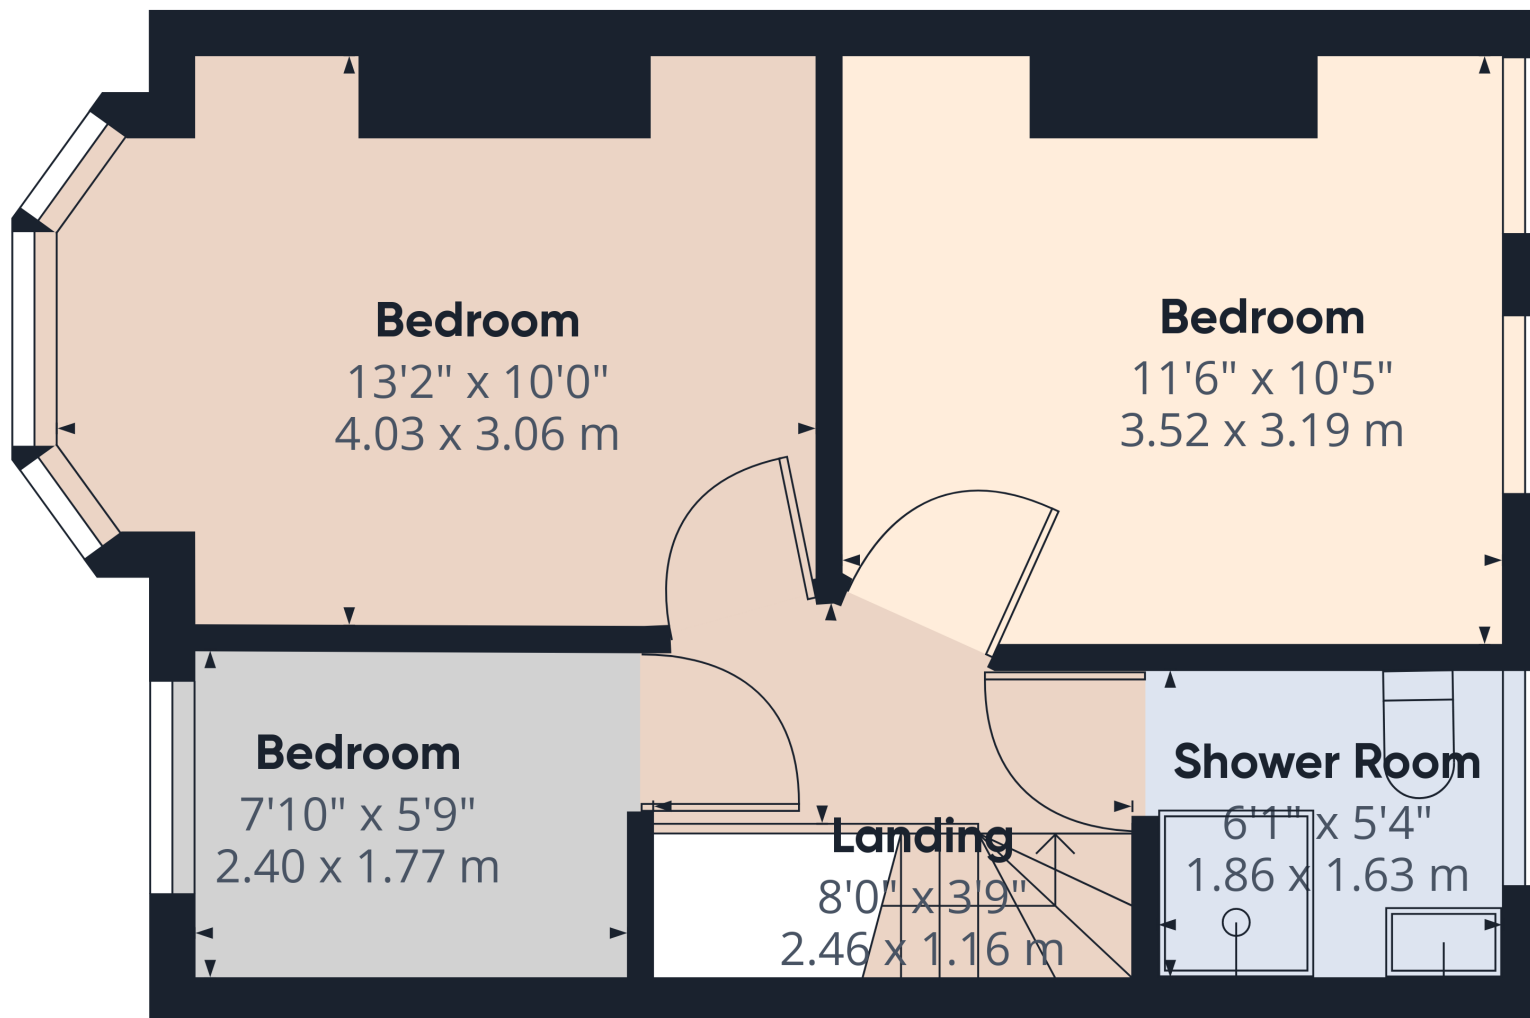 Bedroom
13'2" x 10'0"
4.03 x 3.06 m
Bedroom
11'6" x 10'5"
3.52 x 3.19 m
Bedroom
7'10" x 5'9"
2.40 x 1.77 m
Landing
8'0" x 3'9"
2.46 x 1.16 m
Shower Room
6'1" x 5'4"
1.86 x 1.63 m